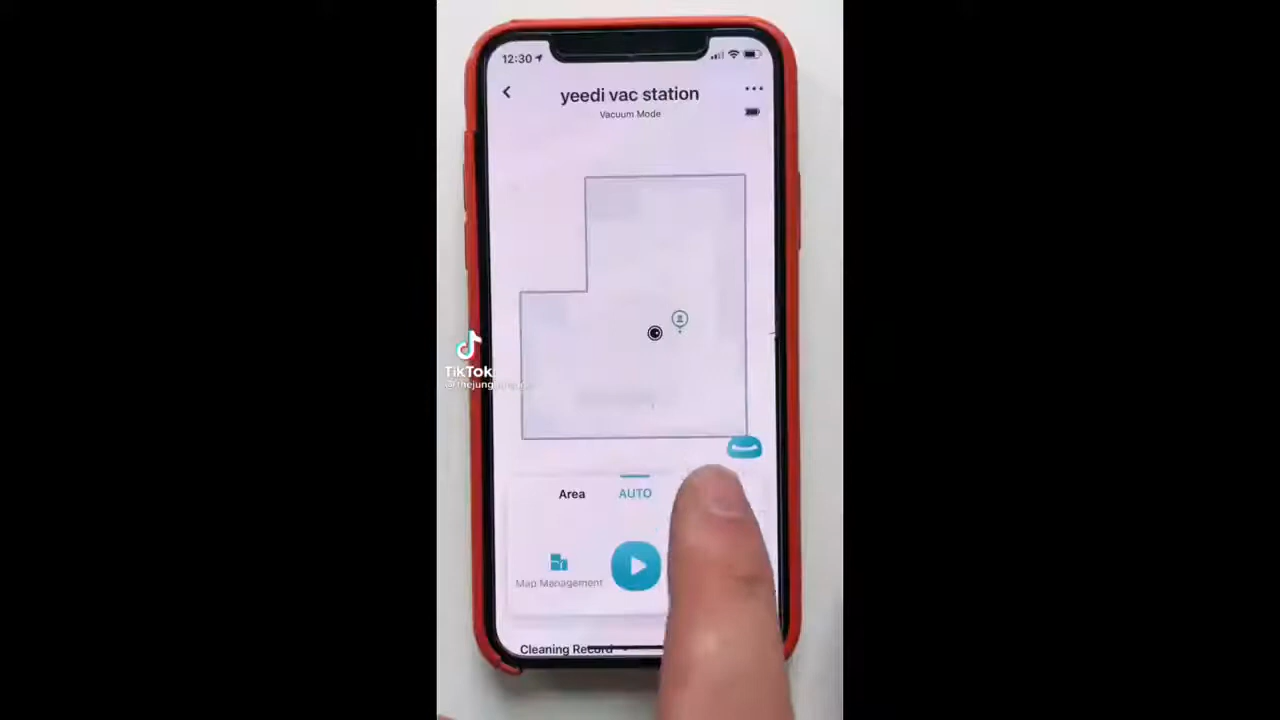 12:30
yeedi vac station
Vacuum Mode
TikTok
Area
AUTO
Map Management
Cleaning Record